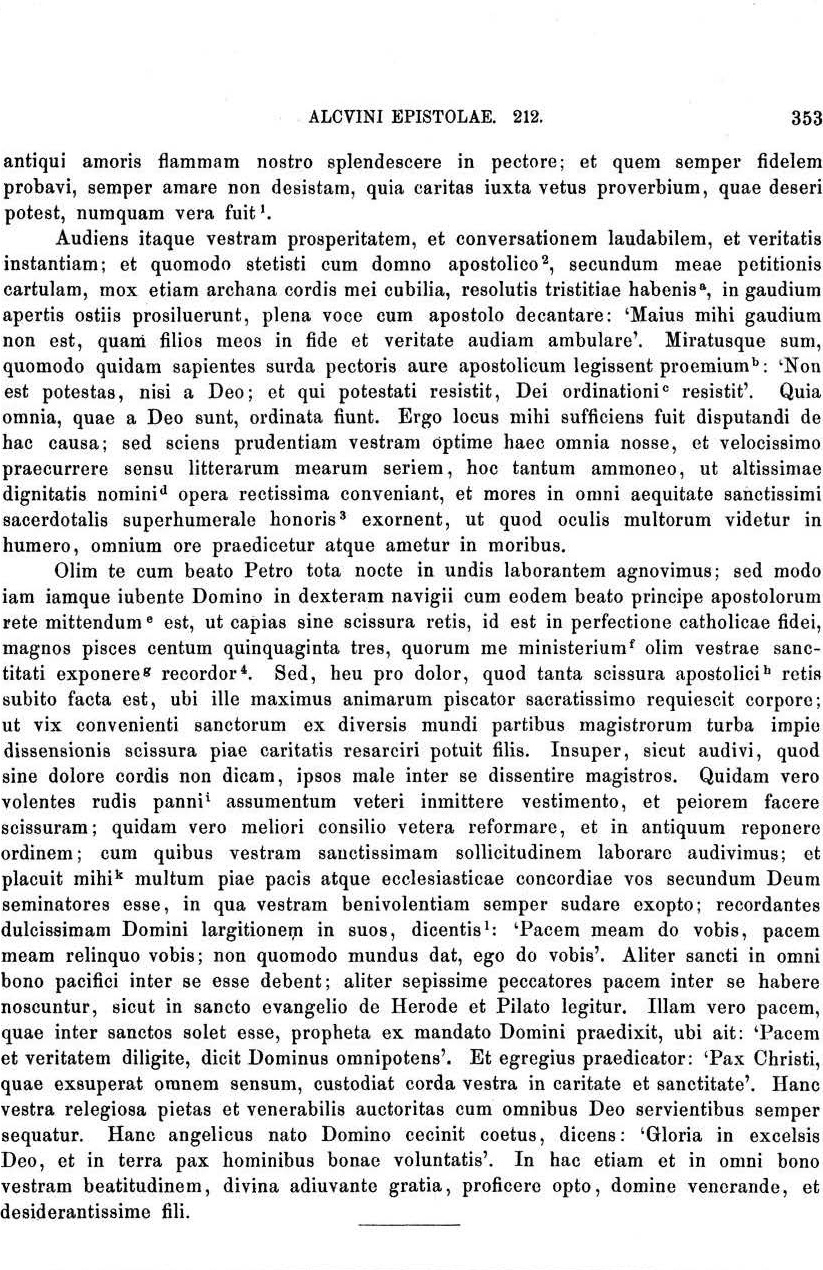 ALCVINI EPISTOLAE. 212. 353
antiqui amoris flammam nostro splendescere in pectore; et quem semper fidelem
probavi, semper amare non desistam, quia caritas iuxta vetus proverbium, quae deseri
potest, numquam vera fuit¹.
Audiens itaque vestram prosperitatem, et conversationem laudabilem, et veritatis
instantiam; et quomodo stetisti cum domno apostolico², secundum meae petitionis
cartulam, mox etiam archana cordis mei cubilia, resolutis tristitiae habenisᵃ, in gaudium
apertis ostiis prosiluerunt, plena voce cum apostolo decantare: ‘Maius mihi gaudium
non est, quam filios meos in fide et veritate audiam ambulare’. Miratusque sum,
quomodo quidam sapientes surda pectoris aure apostolicum legissent proemiumᵇ: ‘Non
est potestas, nisi a Deo; et qui potestati resistit, Dei ordinationiᶜ resistit’. Quia
omnia, quae a Deo sunt, ordinata fiunt. Ergo locus mihi sufficiens fuit disputandi de
hac causa; sed sciens prudentiam vestram optime haec omnia nosse, et velocissimo
praecurrere sensu litterarum mearum seriem, hoc tantum ammoneo, ut altissimae
dignitatis nominiᵈ opera rectissima conveniant, et mores in omni aequitate sanctissimi
sacerdotalis superhumerale honoris³ exornent, ut quod oculis multorum videtur in
humero, omnium ore praedicetur atque ametur in moribus.
Olim te cum beato Petro tota nocte in undis laborantem agnovimus; sed modo
iam iamque iubente Domino in dexteram navigii cum eodem beato principe apostolorum
rete mittendumᵉ est, ut capias sine scissura retis, id est in perfectione catholicae fidei,
magnos pisces centum quinquaginta tres, quorum me ministeriumᶠ olim vestrae sanc-
titati exponereᵍ recordor⁴. Sed, heu pro dolor, quod tanta scissura apostoliciʰ retis
subito facta est, ubi ille maximus animarum piscator sacratissimo requiescit corpore;
ut vix convenienti sanctorum ex diversis mundi partibus magistrorum turba impie
dissensionis scissura piae caritatis resarciri potuit filis. Insuper, sicut audivi, quod
sine dolore cordis non dicam, ipsos male inter se dissentire magistros. Quidam vero
volentes rudis panniⁱ assumentum veteri inmittere vestimento, et peiorem facere
scissuram; quidam vero meliori consilio vetera reformare, et in antiquum reponere
ordinem; cum quibus vestram sanctissimam sollicitudinem laborare audivimus; et
placuit mihiᵏ multum piae pacis atque ecclesiasticae concordiae vos secundum Deum
seminatores esse, in qua vestram benivolentiam semper sudare exopto; recordantes
dulcissimam Domini largitionem in suos, dicentisˡ: ‘Pacem meam do vobis, pacem
meam relinquo vobis; non quomodo mundus dat, ego do vobis’. Aliter sancti in omni
bono pacifici inter se esse debent; aliter sepissime peccatores pacem inter se habere
noscuntur, sicut in sancto evangelio de Herode et Pilato legitur. Illam vero pacem,
quae inter sanctos solet esse, propheta ex mandato Domini praedixit, ubi ait: ‘Pacem
et veritatem diligite, dicit Dominus omnipotens’. Et egregius praedicator: ‘Pax Christi,
quae exsuperat omnem sensum, custodiat corda vestra in caritate et sanctitate’. Hanc
vestra relegiosa pietas et venerabilis auctoritas cum omnibus Deo servientibus semper
sequatur. Hanc angelicus nato Domino cecinit coetus, dicens: ‘Gloria in excelsis
Deo, et in terra pax hominibus bonae voluntatis’. In hac etiam et in omni bono
vestram beatitudinem, divina adiuvante gratia, proficere opto, domine venerande, et
desiderantissime fili.